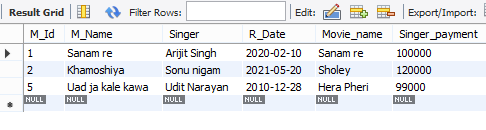 Result Grid Filter Rows: Edit: Export/Import:
M_Id M_Name Singer R_Date Movie_name Singer_payment
1 Sanam re Arijit Singh 2020-02-10 Sanam re 100000
2 Khamoshiya Sonu nigam 2021-05-20 Sholey 120000
5 Uad ja kale kawa Udit Narayan 2010-12-28 Hera Pheri 99000
NULL NULL NULL NULL NULL NULL